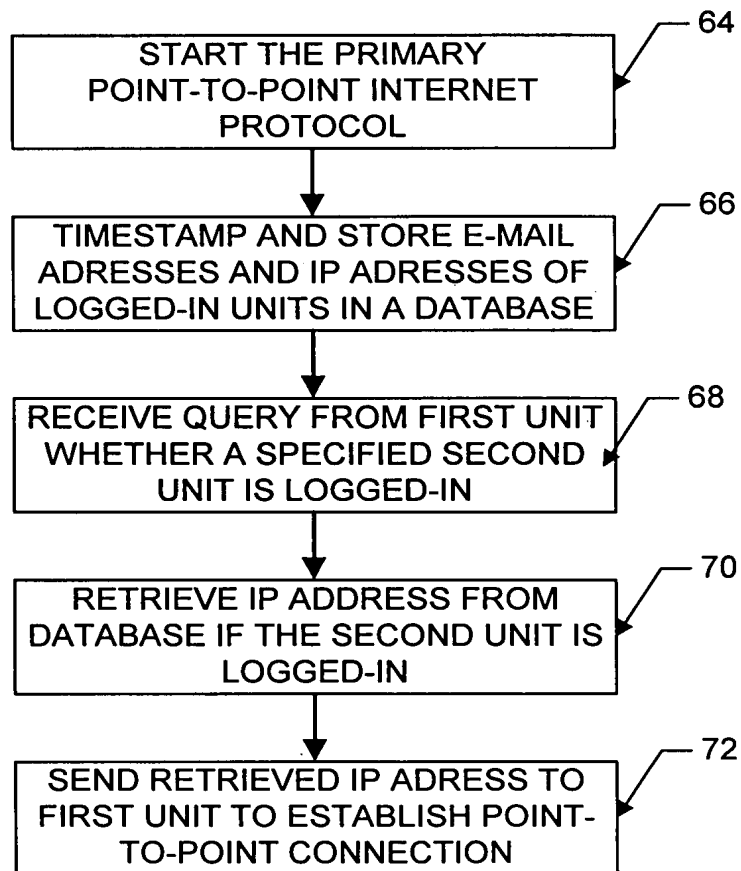 64
START THE PRIMARY
POINT-TO-POINT INTERNET
PROTOCOL
66
TIMESTAMP AND STORE E-MAIL
ADRESSES AND IP ADRESSES OF
LOGGED-IN UNITS IN A DATABASE
68
RECEIVE QUERY FROM FIRST UNIT
WHETHER A SPECIFIED SECOND
UNIT IS LOGGED-IN
70
RETRIEVE IP ADDRESS FROM
DATABASE IF THE SECOND UNIT IS
LOGGED-IN
72
SEND RETRIEVED IP ADRESS TO
FIRST UNIT TO ESTABLISH POINT-
TO-POINT CONNECTION